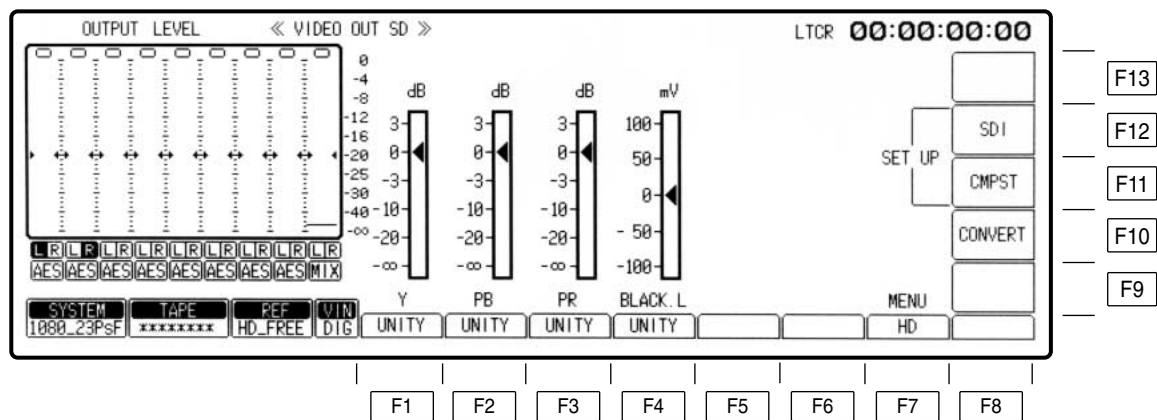 OUTPUT LEVEL ≪ VIDEO OUT SD ≫ LTCR 00:00:00:00
0
-4
-8
-12
-16
-20
-25
-30
-40
-∞
dB dB dB mV
3 3 3 100
0 0 0 50
-3 -3 -3 0
-10 -10 -10 - 50
-20 -20 -20 -100
-∞ -∞ -∞
L R L R L R L R L R L R L R L R L R
AES AES AES AES AES AES AES AES MIX
Y PB PR BLACK.L MENU
SYSTEM TAPE REF VIN
1080_23PsF ******** HD_FREE DIG UNITY UNITY UNITY UNITY HD
SET UP
SDI
CMPST
CONVERT
F13
F12
F11
F10
F9
F1 F2 F3 F4 F5 F6 F7 F8